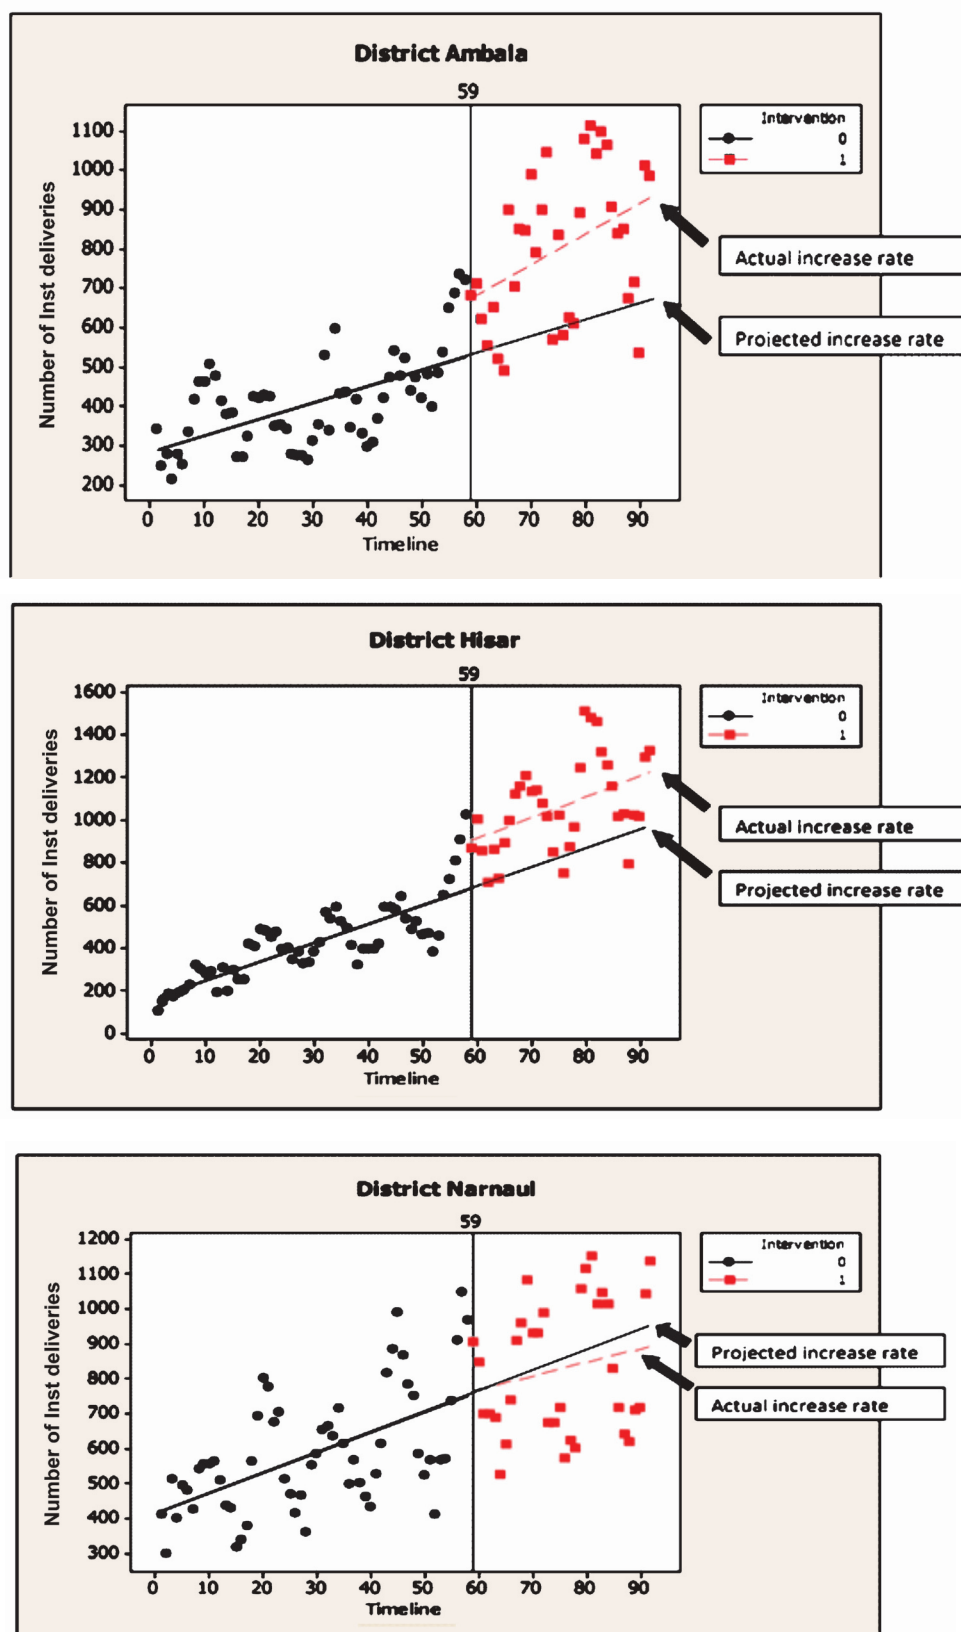 District Ambala
59
1100
1000
900
800
700
600
500
400
300
200
Number of Inst deliveries
0 10 20 30 40 50 60 70 80 90
Timeline
Intervention
0
1
Actual increase rate
Projected increase rate
District Hisar
59
1600
1400
1200
1000
800
600
400
200
0
Number of Inst deliveries
0 10 20 30 40 50 60 70 80 90
Timeline
Intervention
0
1
Actual increase rate
Projected increase rate
District Narnaul
59
1200
1100
1000
900
800
700
600
500
400
300
Number of Inst deliveries
0 10 20 30 40 50 60 70 80 90
Timeline
Intervention
0
1
Projected increase rate
Actual increase rate